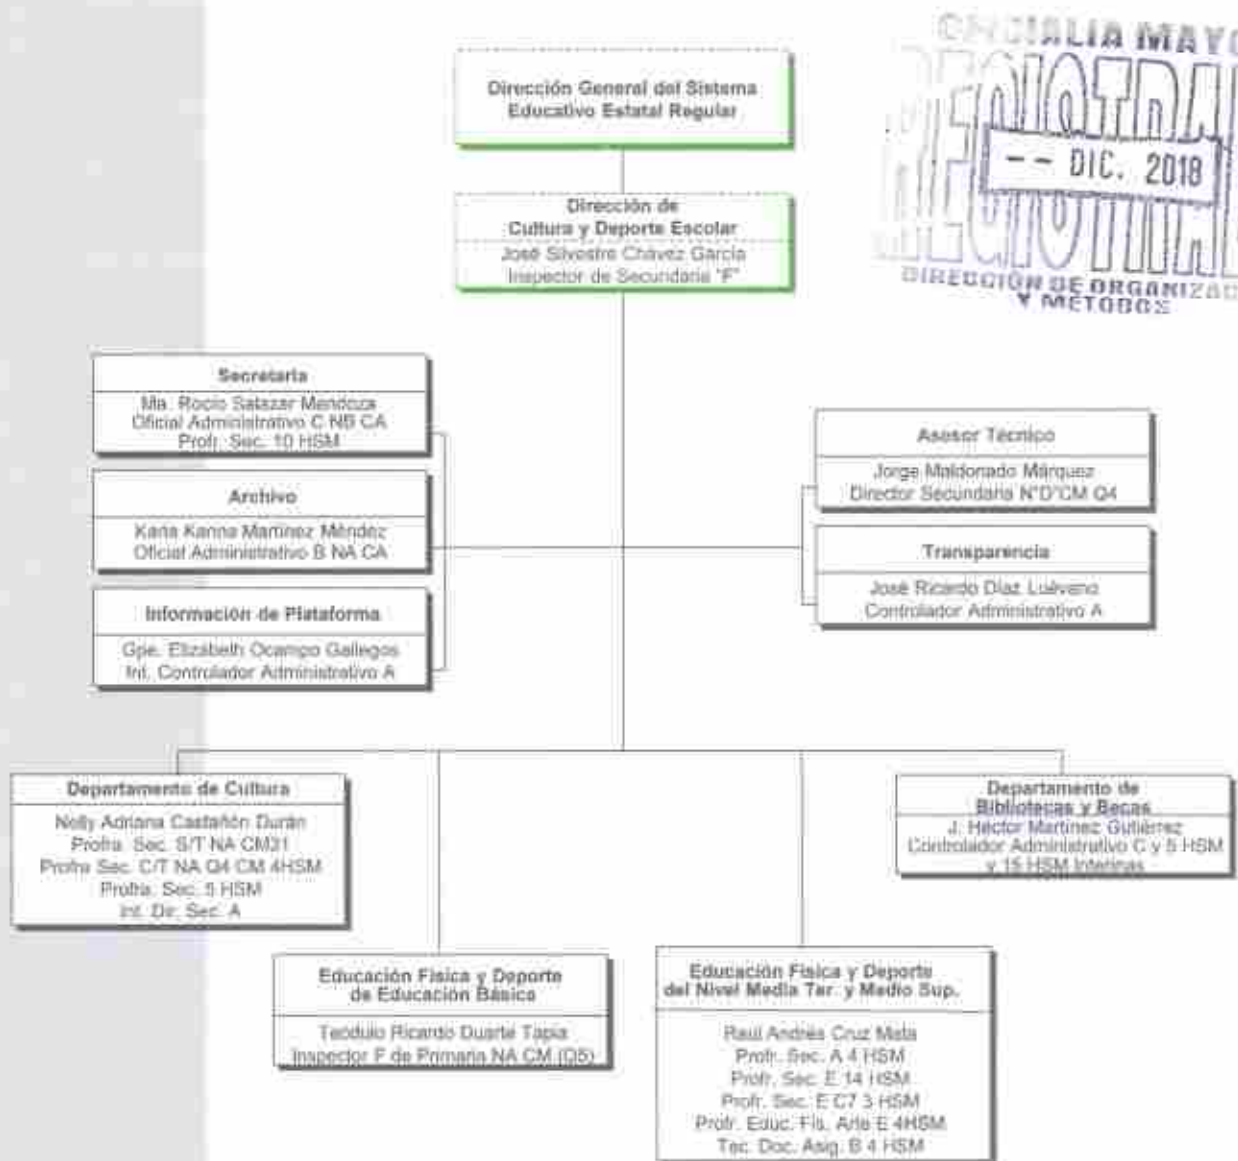 Dirección General del Sistema
Educativo Estatal Regular
OFICIALIA MAYO
-- DIC. 2018
DIRECCIÓN DE ORGANIZAC
Y METODOS
Dirección de
Cultura y Deporte Escolar
José Silvestre Chávez García
Inspector de Secundaria "F"
Secretaria
Ma. Rocío Salazar Mendoza
Oficial Administrativo C NB CA
Profr. Sec. 10 HSM
Archivo
Karla Karina Martínez Méndez
Oficial Administrativo B NA CA
Información de Plataforma
Gpe. Elizabeth Ocampo Gallegos
Int. Controlador Administrativo A
Asesor Técnico
Jorge Maldonado Márquez
Director Secundaria N"D"CM Q4
Transparencia
José Ricardo Díaz Luévano
Controlador Administrativo A
Departamento de Cultura
Nelly Adriana Castañón Durán
Profra. Sec. S/T NA CM31
Profra Sec. C/T NA Q4 CM 4HSM
Profra. Sec. 5 HSM
Int. Dir. Sec. A
Departamento de
Bibliotecas y Becas
J. Héctor Martínez Gutiérrez
Controlador Administrativo C y 5 HSM
y 15 HSM Interinas
Educación Física y Deporte
de Educación Básica
Teódulo Ricardo Duarte Tapia
Inspector F de Primaria NA CM (Q5)
Educación Física y Deporte
del Nivel Media Ter. y Medio Sup.
Raúl Andrés Cruz Mata
Profr. Sec. A 4 HSM
Profr. Sec. E 14 HSM
Profr. Sec. E C7 3 HSM
Profr. Educ. Fís. Arte E 4HSM
Tec. Doc. Asig. B 4 HSM